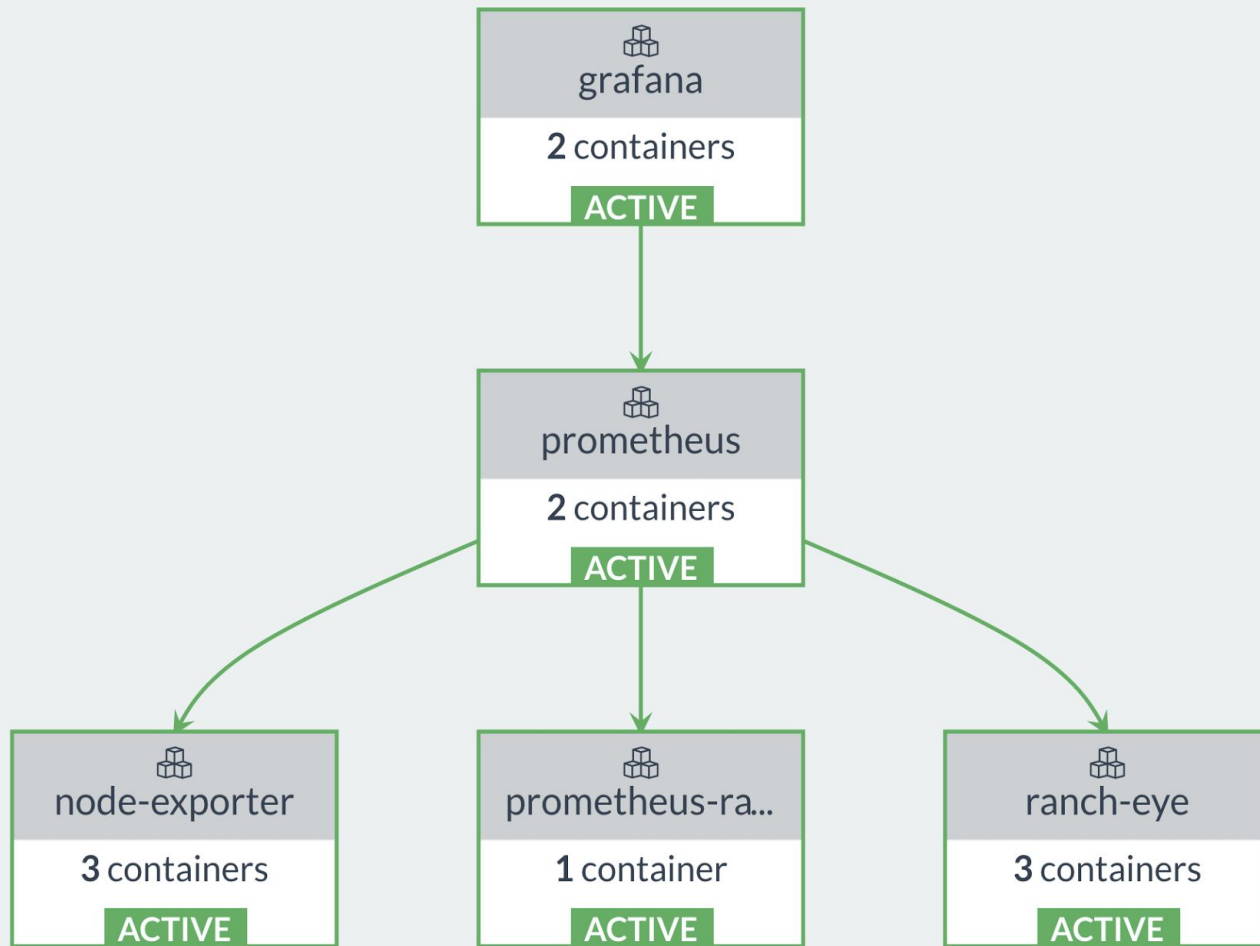 grafana
2 containers
ACTIVE
prometheus
2 containers
ACTIVE
node-exporter
3 containers
ACTIVE
prometheus-ra...
1 container
ACTIVE
ranch-eye
3 containers
ACTIVE